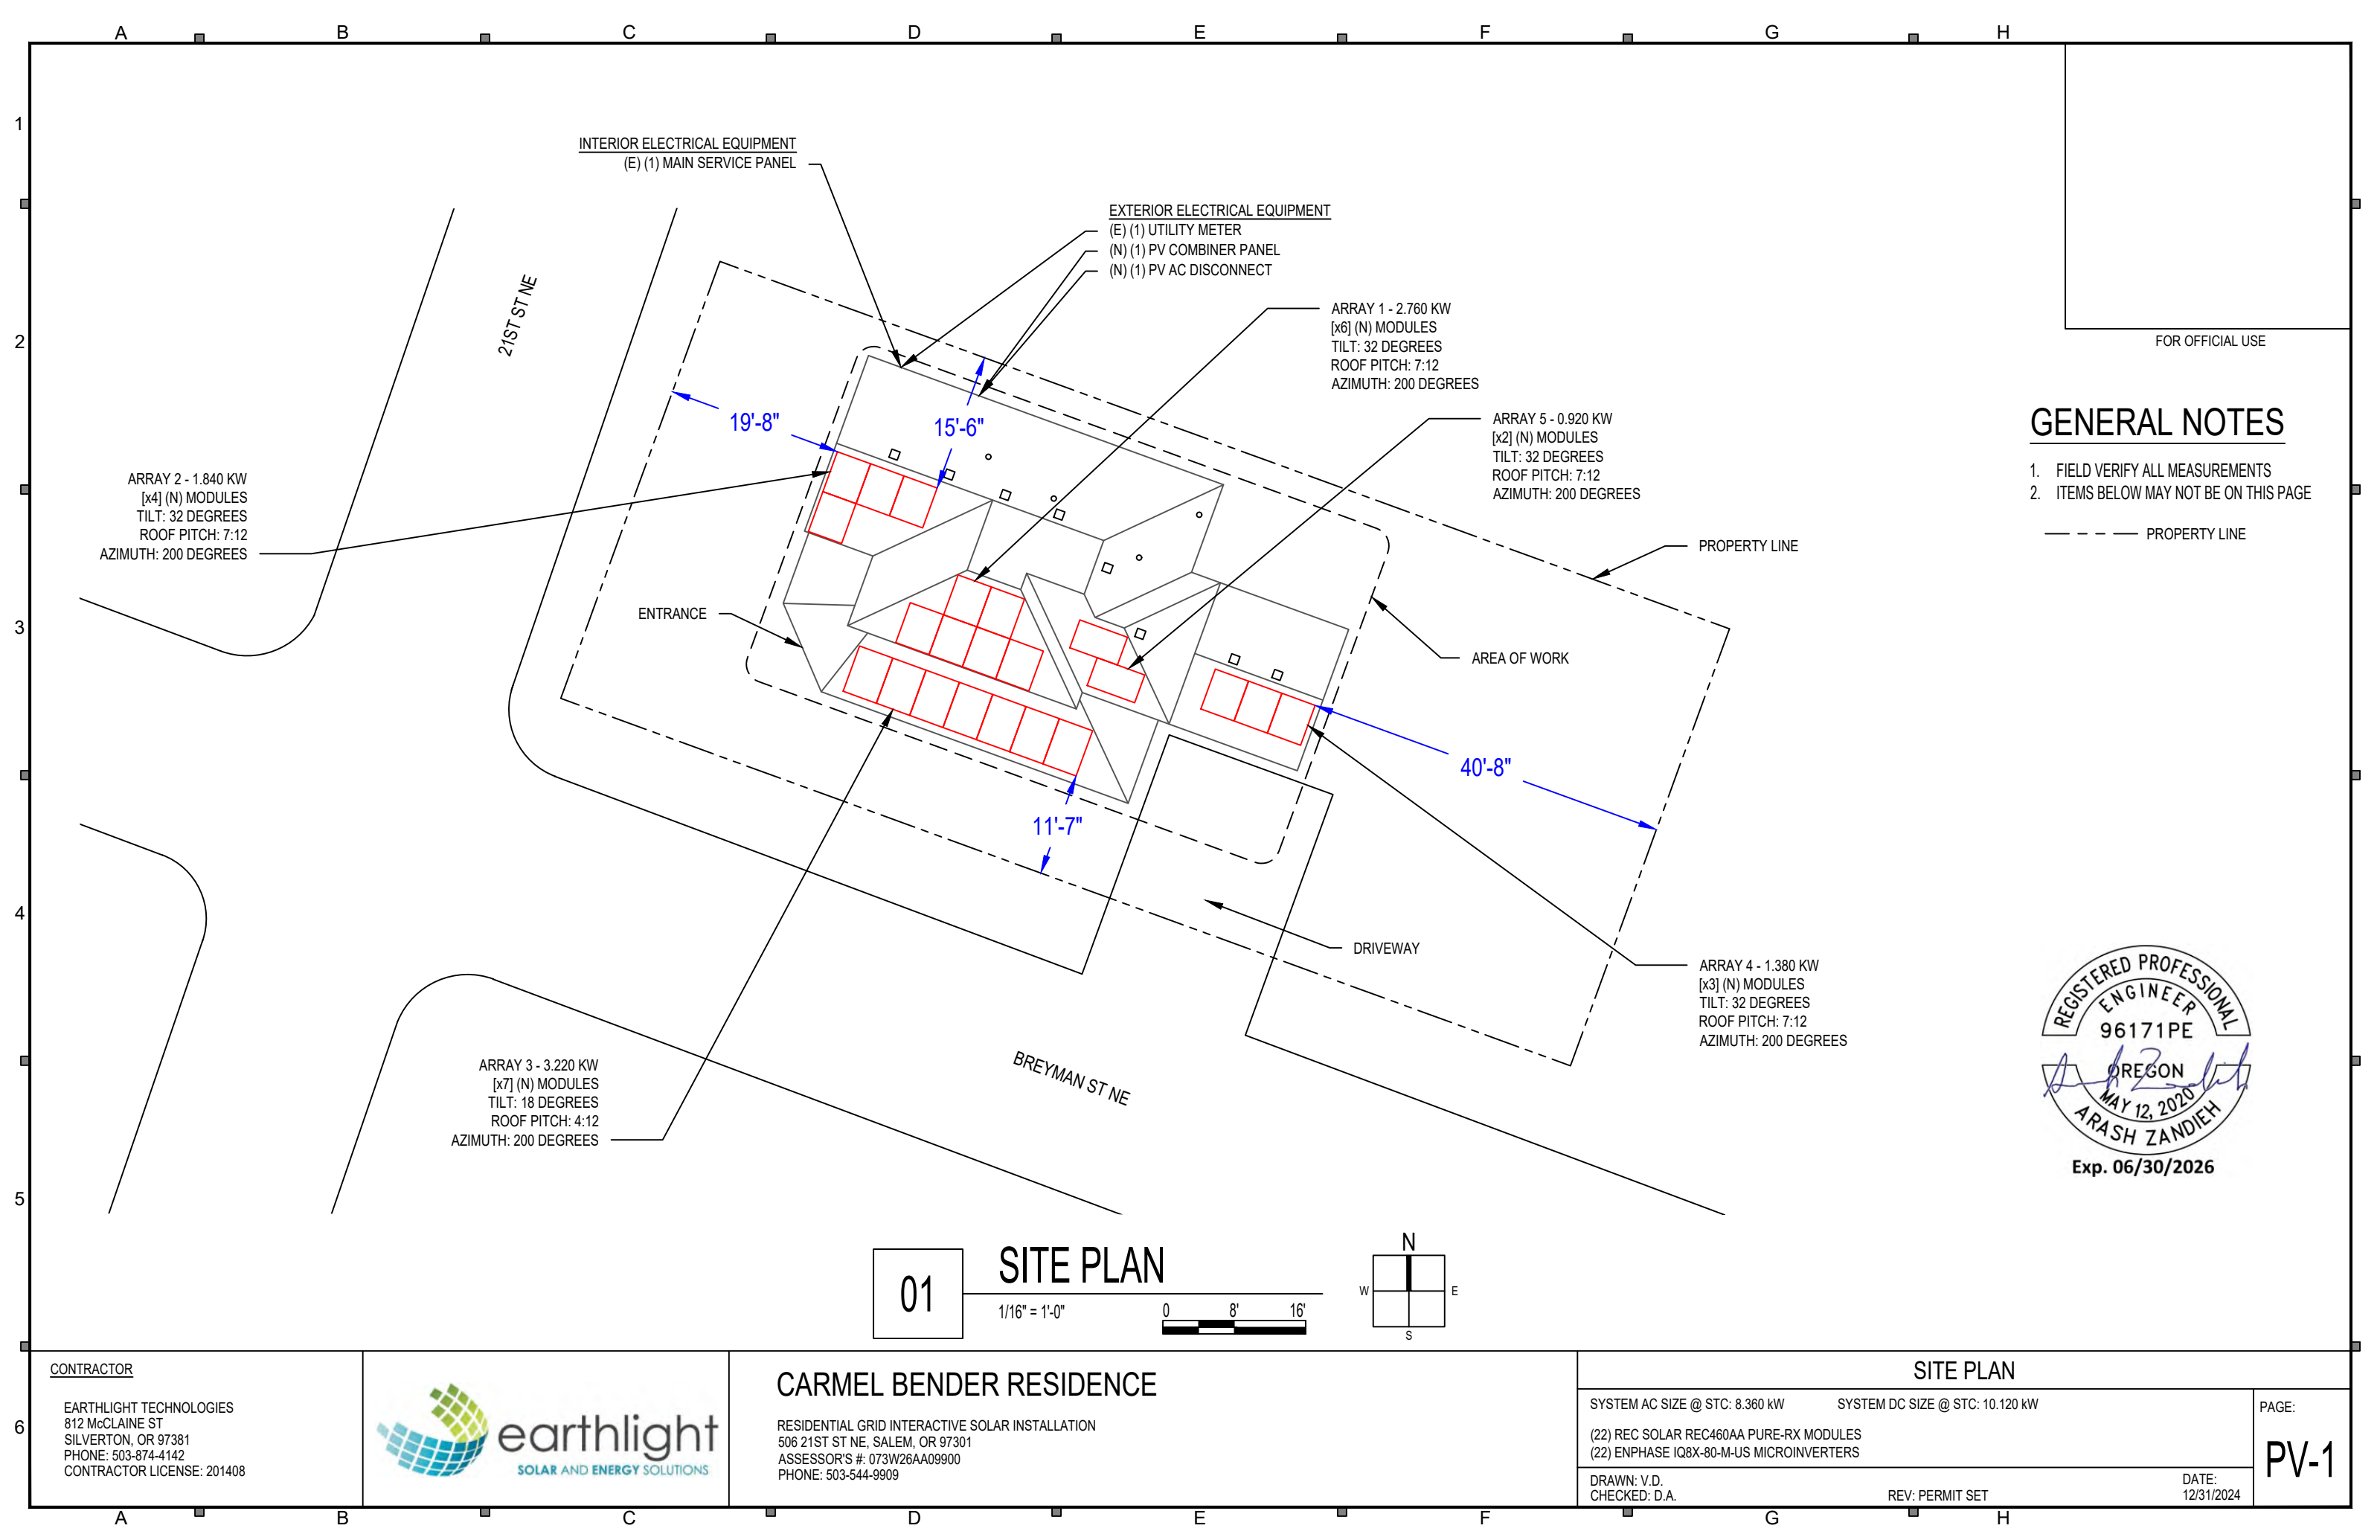 A B C D E F G H
1
INTERIOR ELECTRICAL EQUIPMENT
(E) (1) MAIN SERVICE PANEL
EXTERIOR ELECTRICAL EQUIPMENT
(E) (1) UTILITY METER
(N) (1) PV COMBINER PANEL
(N) (1) PV AC DISCONNECT
21ST ST NE
2
ARRAY 1 - 2.760 KW
[x6] (N) MODULES
TILT: 32 DEGREES
ROOF PITCH: 7:12
AZIMUTH: 200 DEGREES
FOR OFFICIAL USE
19'-8"
15'-6"
ARRAY 5 - 0.920 KW
[x2] (N) MODULES
TILT: 32 DEGREES
ROOF PITCH: 7:12
AZIMUTH: 200 DEGREES
GENERAL NOTES
1. FIELD VERIFY ALL MEASUREMENTS
2. ITEMS BELOW MAY NOT BE ON THIS PAGE
PROPERTY LINE
ARRAY 2 - 1.840 KW
[x4] (N) MODULES
TILT: 32 DEGREES
ROOF PITCH: 7:12
AZIMUTH: 200 DEGREES
PROPERTY LINE
3
ENTRANCE
AREA OF WORK
40'-8"
11'-7"
4
DRIVEWAY
ARRAY 4 - 1.380 KW
[x3] (N) MODULES
TILT: 32 DEGREES
ROOF PITCH: 7:12
AZIMUTH: 200 DEGREES
REGISTERED PROFESSIONAL
ENGINEER
96171PE
OREGON
MAY 12, 2020
ARASH ZANDIEH
Exp. 06/30/2026
ARRAY 3 - 3.220 KW
[x7] (N) MODULES
TILT: 18 DEGREES
ROOF PITCH: 4:12
AZIMUTH: 200 DEGREES
BREYMAN ST NE
5
01
SITE PLAN
1/16" = 1'-0"
0 8' 16'
N
W E
S
6
CONTRACTOR
EARTHLIGHT TECHNOLOGIES
812 McCLAINE ST
SILVERTON, OR 97381
PHONE: 503-874-4142
CONTRACTOR LICENSE: 201408
earthlight
SOLAR AND ENERGY SOLUTIONS
CARMEL BENDER RESIDENCE
RESIDENTIAL GRID INTERACTIVE SOLAR INSTALLATION
506 21ST ST NE, SALEM, OR 97301
ASSESSOR'S #: 073W26AA09900
PHONE: 503-544-9909
SITE PLAN
SYSTEM AC SIZE @ STC: 8.360 kW SYSTEM DC SIZE @ STC: 10.120 kW
(22) REC SOLAR REC460AA PURE-RX MODULES
(22) ENPHASE IQ8X-80-M-US MICROINVERTERS
DRAWN: V.D.
CHECKED: D.A.
REV: PERMIT SET
DATE:
12/31/2024
PAGE:
PV-1
A B C D E F G H